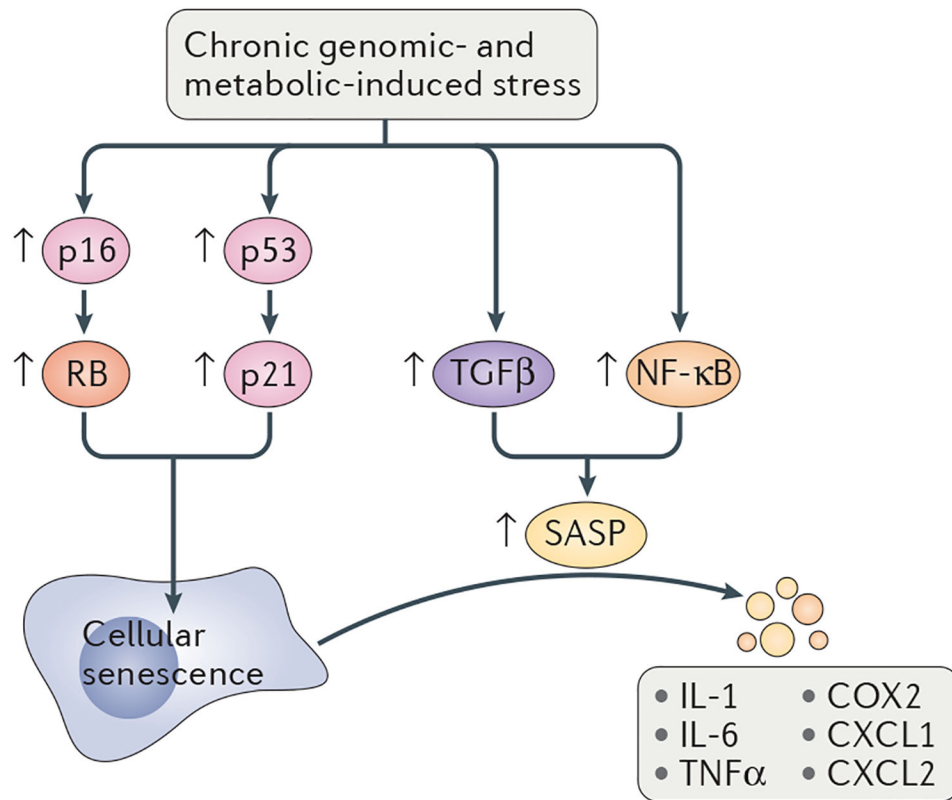 Chronic genomic- and
metabolic-induced stress
↑ p16
↑ p53
↑ RB
↑ p21
↑ TGFβ
↑ NF-κB
↑ SASP
Cellular
senescence
• IL-1
• IL-6
• TNFα
• COX2
• CXCL1
• CXCL2